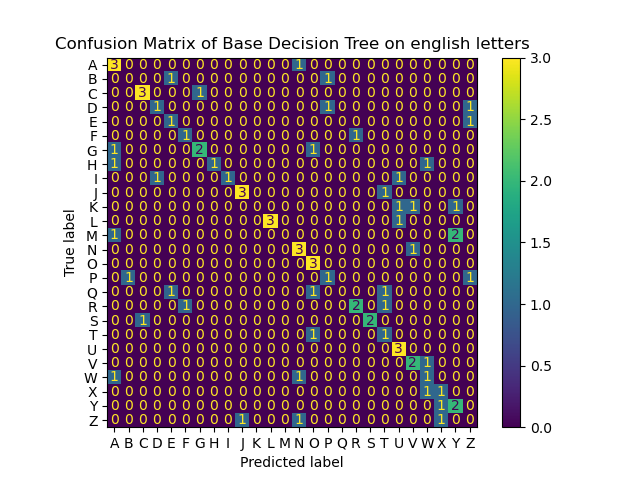 Confusion Matrix of Base Decision Tree on english letters
True label
A 3 0 0 0 0 0 0 0 0 0 0 0 0 1 0 0 0 0 0 0 0 0 0 0 0 0
B 0 0 0 0 1 0 0 0 0 0 0 0 0 0 0 1 0 0 0 0 0 0 0 0 0 0
C 0 0 3 0 0 0 1 0 0 0 0 0 0 0 0 0 0 0 0 0 0 0 0 0 0 0
D 0 0 0 1 0 0 0 0 0 0 0 0 0 0 0 1 0 0 0 0 0 0 0 0 0 1
E 0 0 0 0 1 0 0 0 0 0 0 0 0 0 0 0 0 0 0 0 0 0 0 0 0 1
F 0 0 0 0 0 1 0 0 0 0 0 0 0 0 0 0 0 1 0 0 0 0 0 0 0 0
G 1 0 0 0 0 0 2 0 0 0 0 0 0 0 1 0 0 0 0 0 0 0 0 0 0 0
H 1 0 0 0 0 0 0 1 0 0 0 0 0 0 0 0 0 0 0 0 0 0 1 0 0 0
I 0 0 0 1 0 0 0 0 1 0 0 0 0 0 0 0 0 0 0 0 1 0 0 0 0 0
J 0 0 0 0 0 0 0 0 0 3 0 0 0 0 0 0 0 0 0 1 0 0 0 0 0 0
K 0 0 0 0 0 0 0 0 0 0 0 0 0 0 0 0 0 0 0 0 1 1 0 0 1 0
L 0 0 0 0 0 0 0 0 0 0 0 3 0 0 0 0 0 0 0 0 1 0 0 0 0 0
M 1 0 0 0 0 0 0 0 0 0 0 0 0 0 0 0 0 0 0 0 0 0 0 0 2 0
N 0 0 0 0 0 0 0 0 0 0 0 0 0 3 0 0 0 0 0 0 0 1 0 0 0 0
O 0 0 0 0 0 0 0 0 0 0 0 0 0 0 3 0 0 0 0 0 0 0 0 0 0 0
P 0 1 0 0 0 0 0 0 0 0 0 0 0 0 0 1 0 0 0 0 0 0 0 0 0 1
Q 0 0 0 0 1 0 0 0 0 0 0 0 0 0 1 0 0 0 0 1 0 0 0 0 0 0
R 0 0 0 0 0 1 0 0 0 0 0 0 0 0 0 0 0 2 0 1 0 0 0 0 0 0
S 0 0 1 0 0 0 0 0 0 0 0 0 0 0 0 0 0 0 2 0 0 0 0 0 0 0
T 0 0 0 0 0 0 0 0 0 0 0 0 0 0 1 0 0 0 0 1 0 0 0 0 0 0
U 0 0 0 0 0 0 0 0 0 0 0 0 0 0 0 0 0 0 0 0 3 0 0 0 0 0
V 0 0 0 0 0 0 0 0 0 0 0 0 0 0 0 0 0 0 0 0 0 2 1 0 0 0
W 1 0 0 0 0 0 0 0 0 0 0 0 0 1 0 0 0 0 0 0 0 0 1 0 0 0
X 0 0 0 0 0 0 0 0 0 0 0 0 0 0 0 0 0 0 0 0 0 0 1 1 0 0
Y 0 0 0 0 0 0 0 0 0 0 0 0 0 0 0 0 0 0 0 0 0 0 0 1 2 0
Z 0 0 0 0 0 0 0 0 0 1 0 0 0 1 0 0 0 0 0 0 0 0 0 1 0 0
A B C D E F G H I J K L M N O P Q R S T U V W X Y Z
Predicted label
3.0
2.5
2.0
1.5
1.0
0.5
0.0